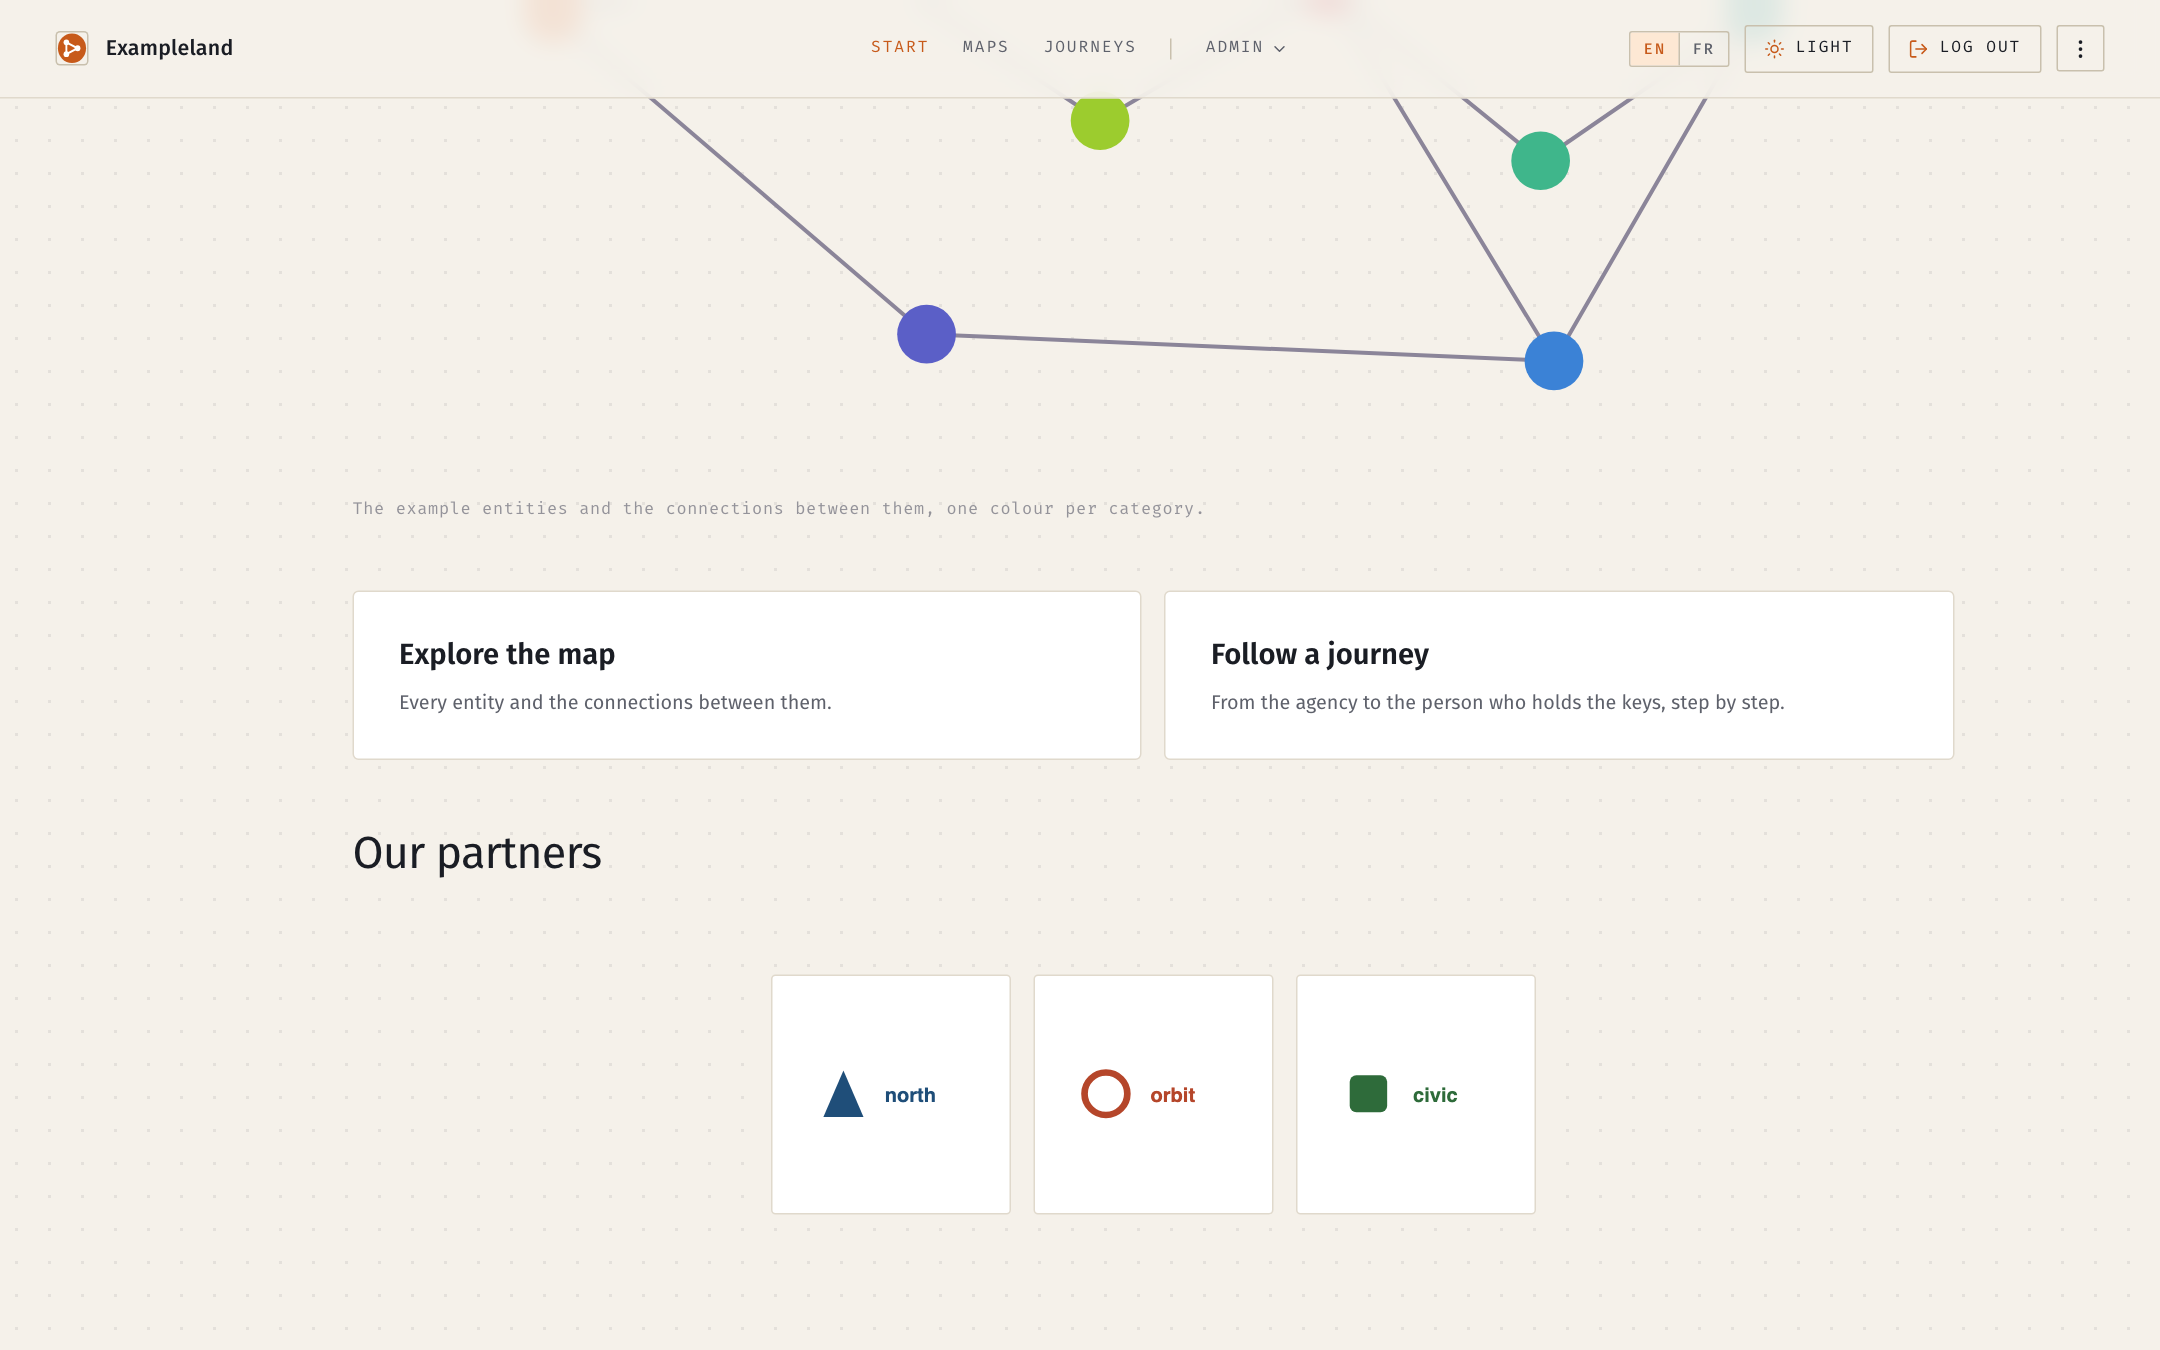 Exampleland
START MAPS JOURNEYS | ADMIN
EN FR
LIGHT
LOG OUT
The example entities and the connections between them, one colour per category.
Explore the map
Every entity and the connections between them.
Follow a journey
From the agency to the person who holds the keys, step by step.
Our partners
north
orbit
civic